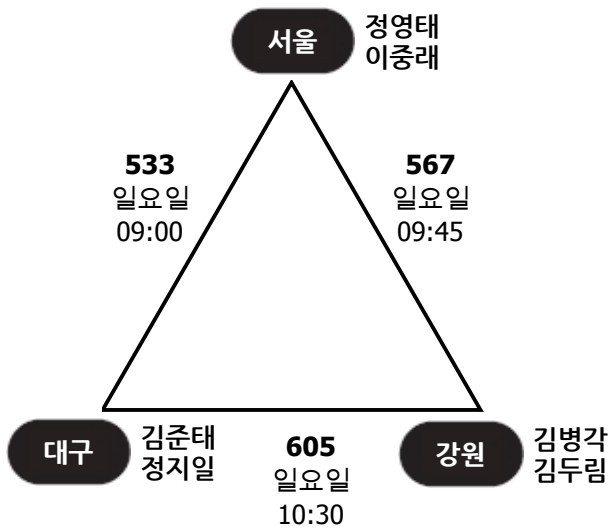 서울
정영태
이중래
533
일요일
09:00
567
일요일
09:45
대구
김준태
정지일
605
일요일
10:30
강원
김병각
김두림